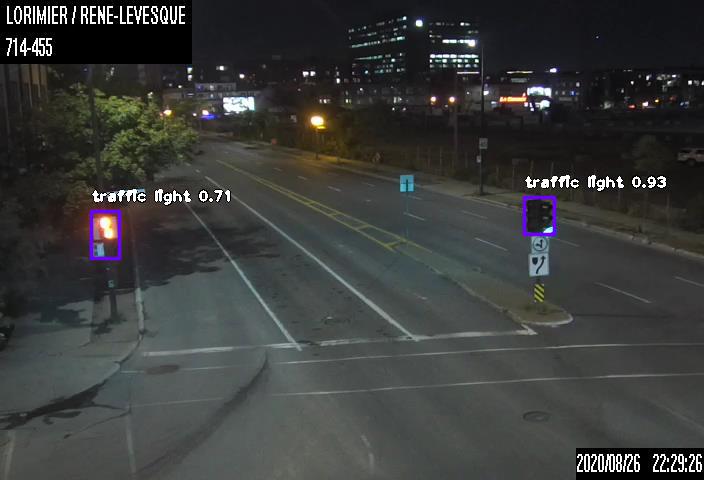 LORIMIER / RENE-LEVESQUE
714-455
traffic light 0.71
traffic light 0.93
2020/08/26 22:29:26